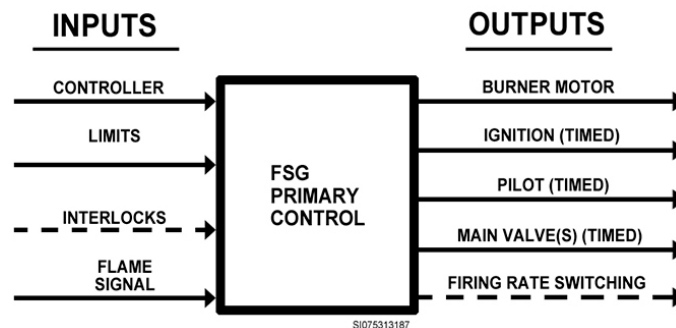 INPUTS
OUTPUTS
CONTROLLER
LIMITS
INTERLOCKS
FLAME
SIGNAL
FSG
PRIMARY
CONTROL
BURNER MOTOR
IGNITION (TIMED)
PILOT (TIMED)
MAIN VALVE(S) (TIMED)
FIRING RATE SWITCHING
SI075313187